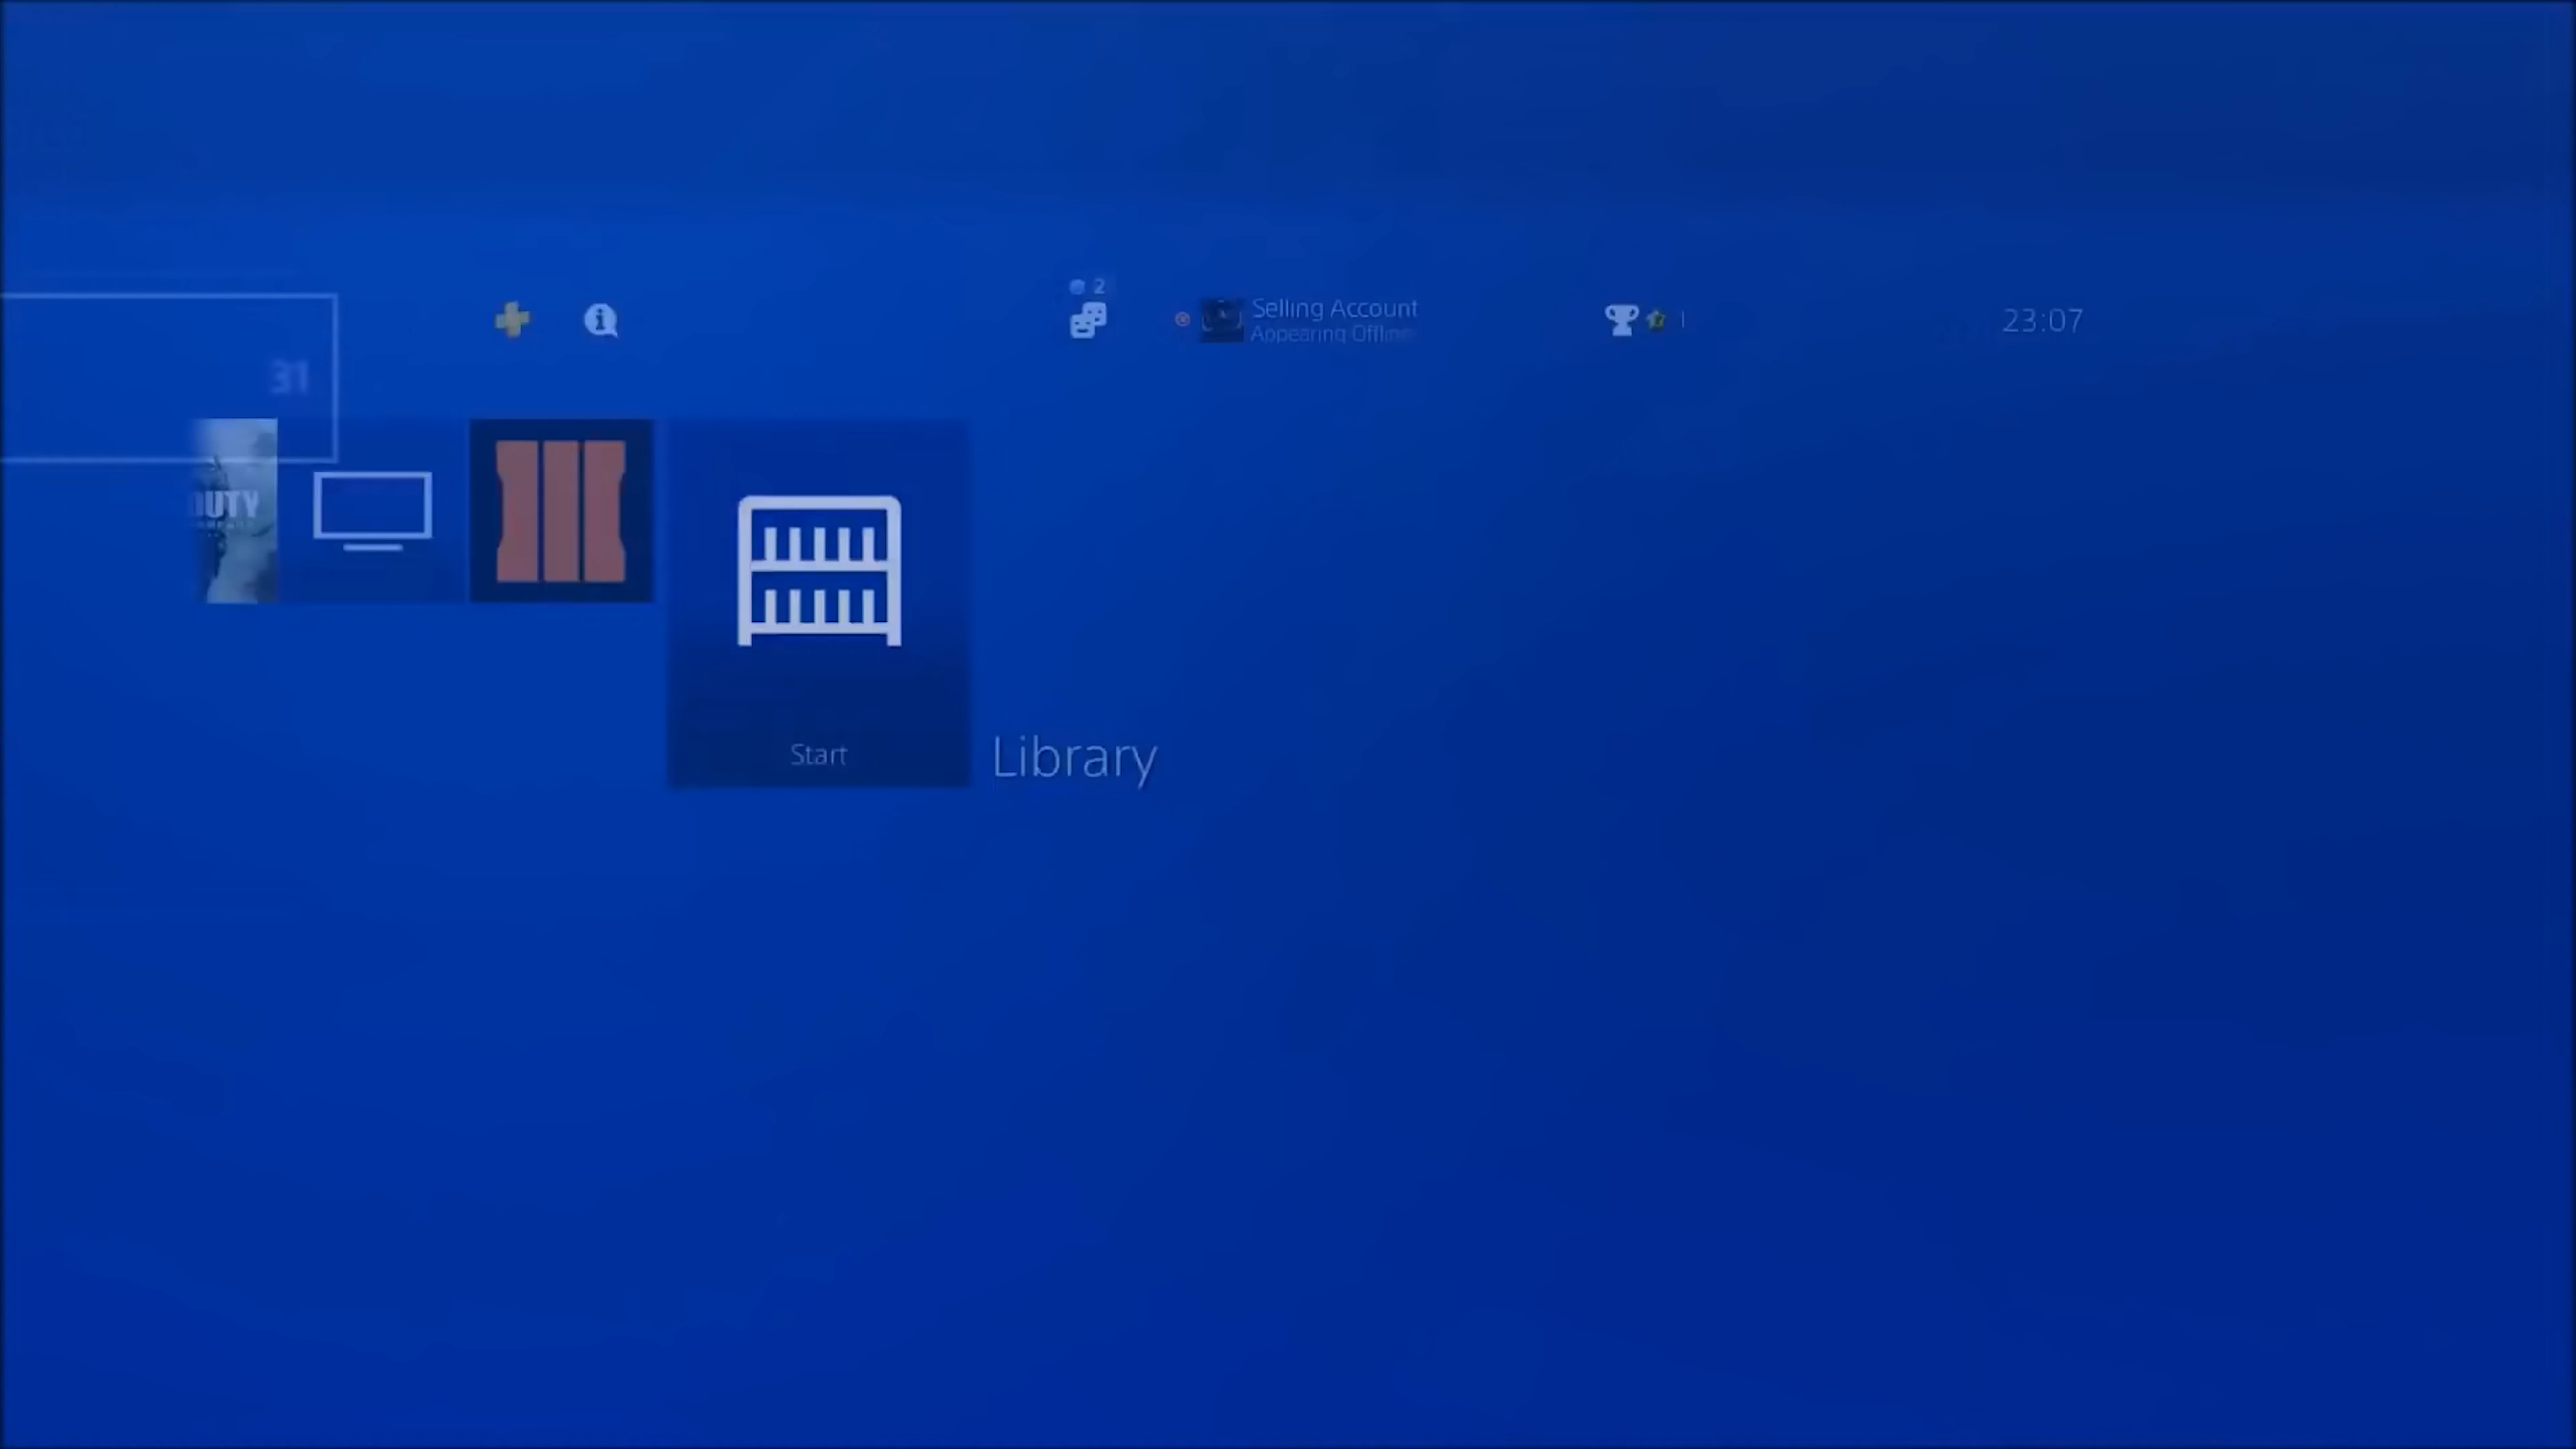 2
Selling Account
Appearing Offline
23:07
31
DUTY
Start
Library